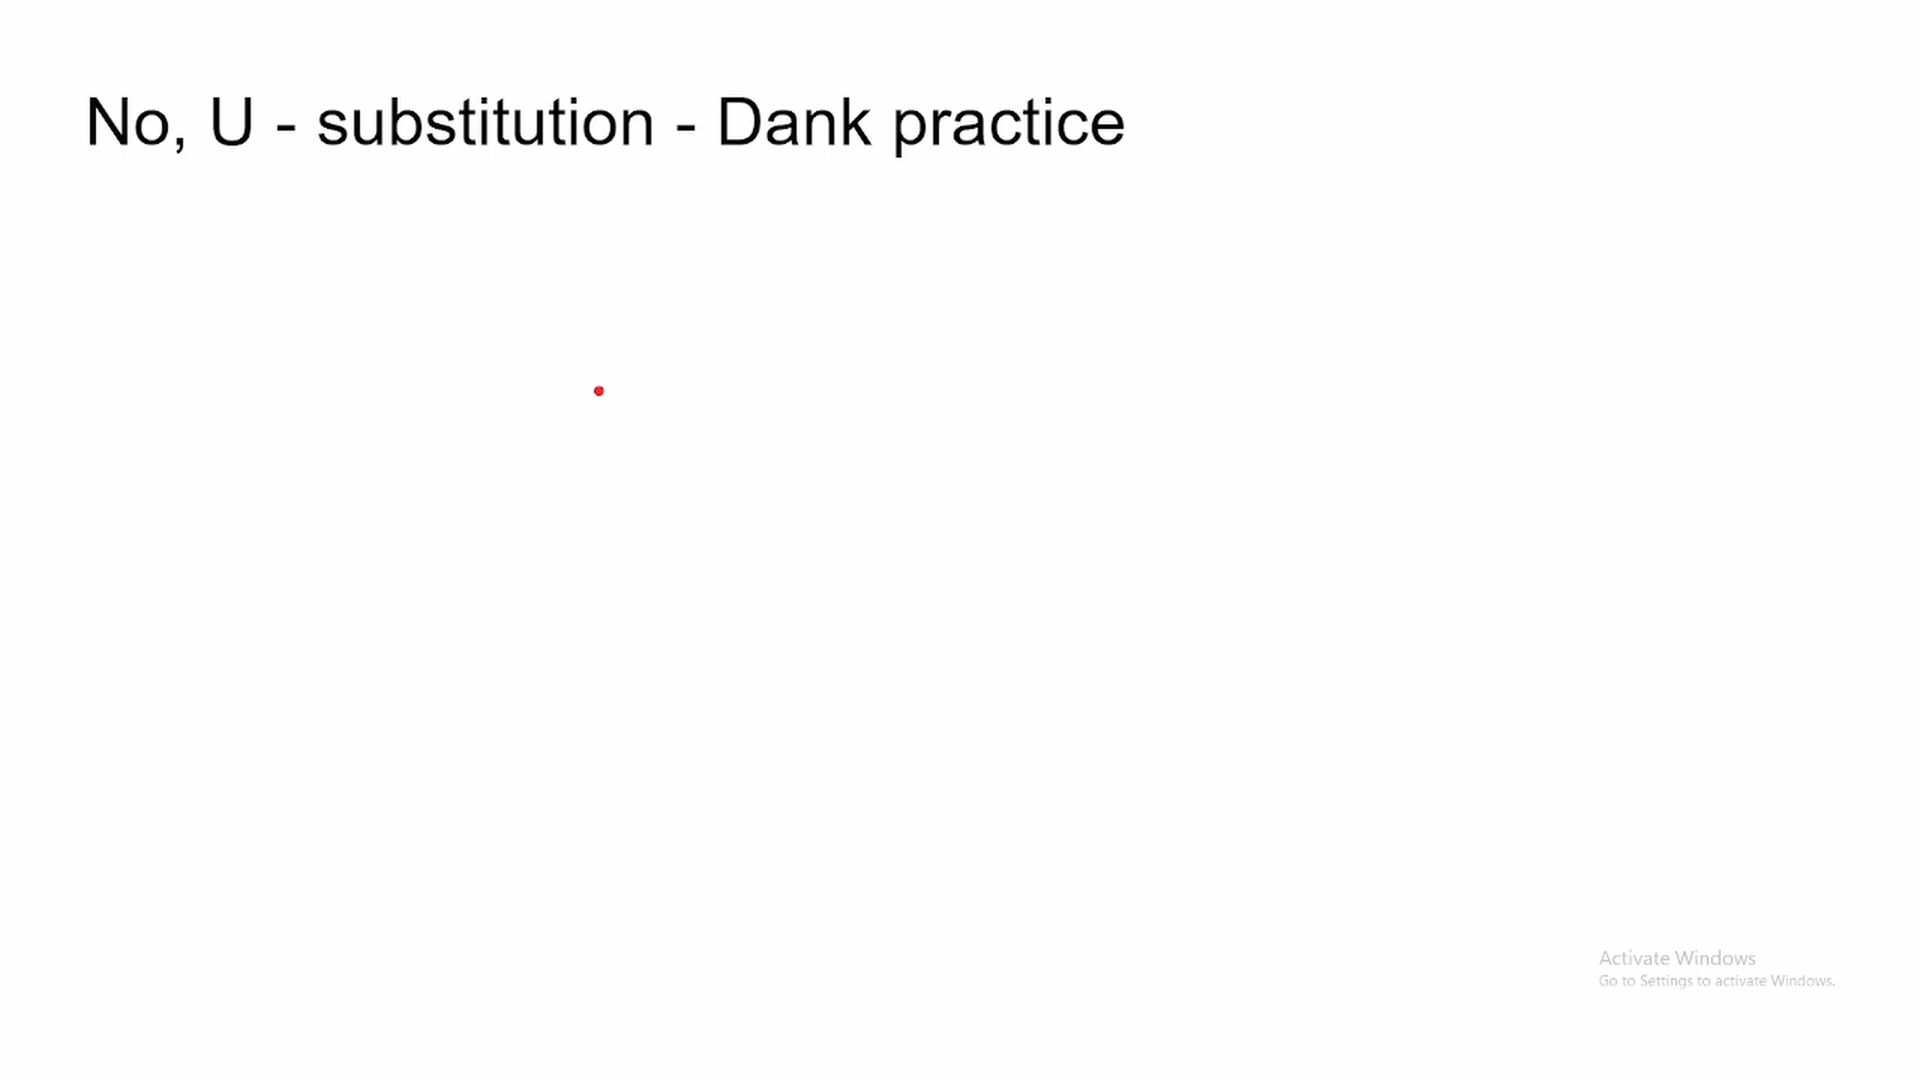 No, U - substitution - Dank practice
Activate Windows
Go to Settings to activate Windows.